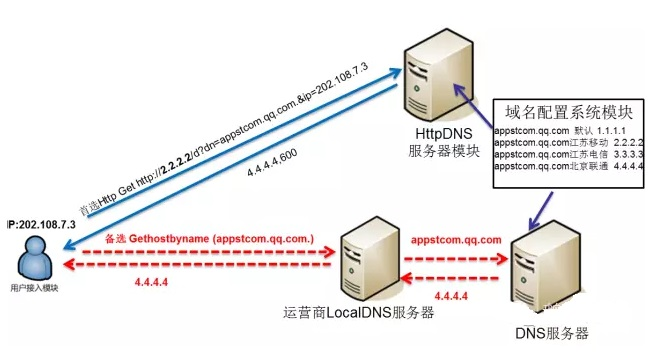 首选Http Get http://2.2.2.2/d?dn=appstcom.qq.com.&ip=202.108.7.3
4.4.4.4,600
HttpDNS
服务器模块
域名配置系统模块
appstcom.qq.com 默认 1.1.1.1
appstcom.qq.com江苏移动 2.2.2.2
appstcom.qq.com江苏电信 3.3.3.3
appstcom.qq.com北京联通 4.4.4.4
IP:202.108.7.3
用户接入模块
备选 Gethostbyname (appstcom.qq.com.)
4.4.4.4
运营商LocalDNS服务器
appstcom.qq.com
4.4.4.4
DNS服务器